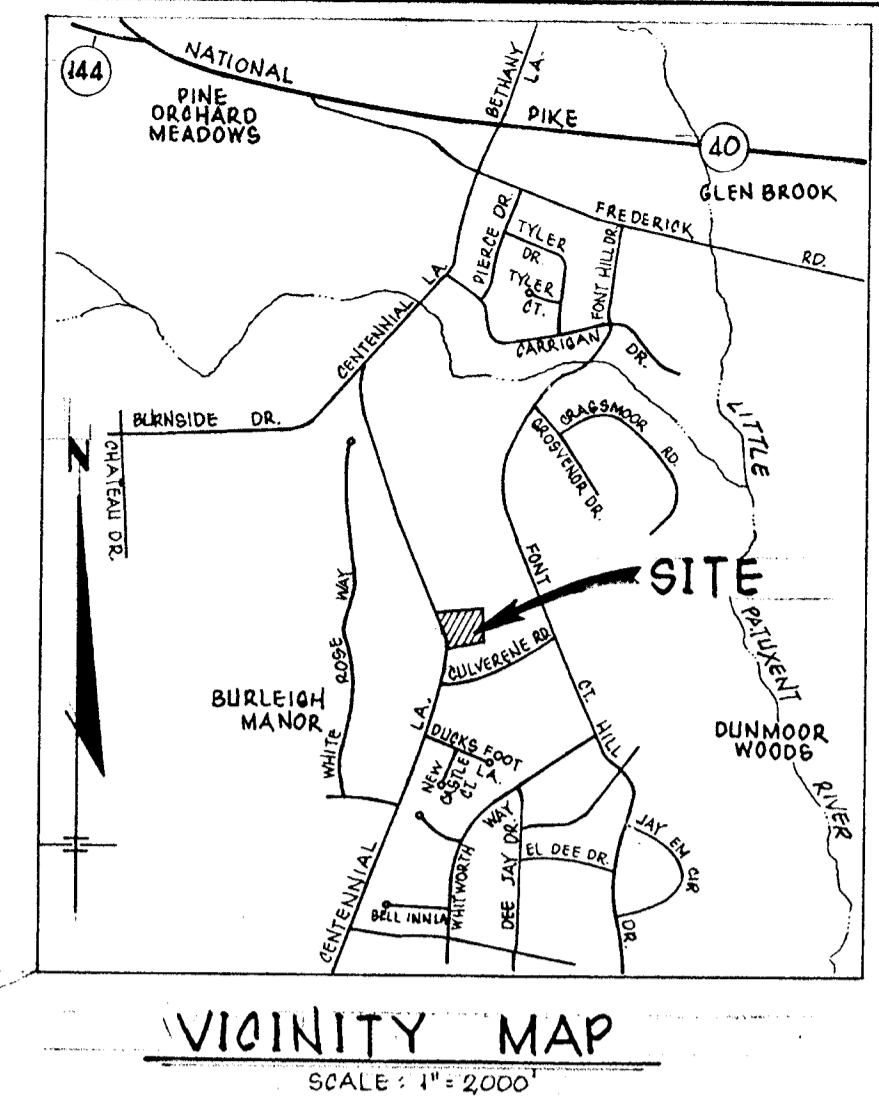 144
NATIONAL
PIKE
BETHANY
LA.
PINE
ORCHARD
MEADOWS
40
GLEN BROOK
FREDERICK
RD.
PIERCE DR.
TYLER
DR.
TYLER
CT.
FONT HILL DR.
CENTENNIAL LA.
CARRIGAN
DR.
BURNSIDE DR.
N
CHATEAU DR.
CRAGSMOOR
RD.
GROSVENOR DR.
LITTLE
PATUXENT
RIVER
FONT
SITE
WHITE ROSE WAY
CULVERENE RD.
CT.
HILL
BURLEIGH
MANOR
LA.
DUCKS FOOT
LA.
NEW
CASTLE
CT.
DUNMOOR
WOODS
WAY
WHITWORTH
DEE JAY DR.
EL DEE DR.
JAY EM CIR
DR.
BELL INN LA
CENTENNIAL
VICINITY MAP
SCALE : 1" = 2000'